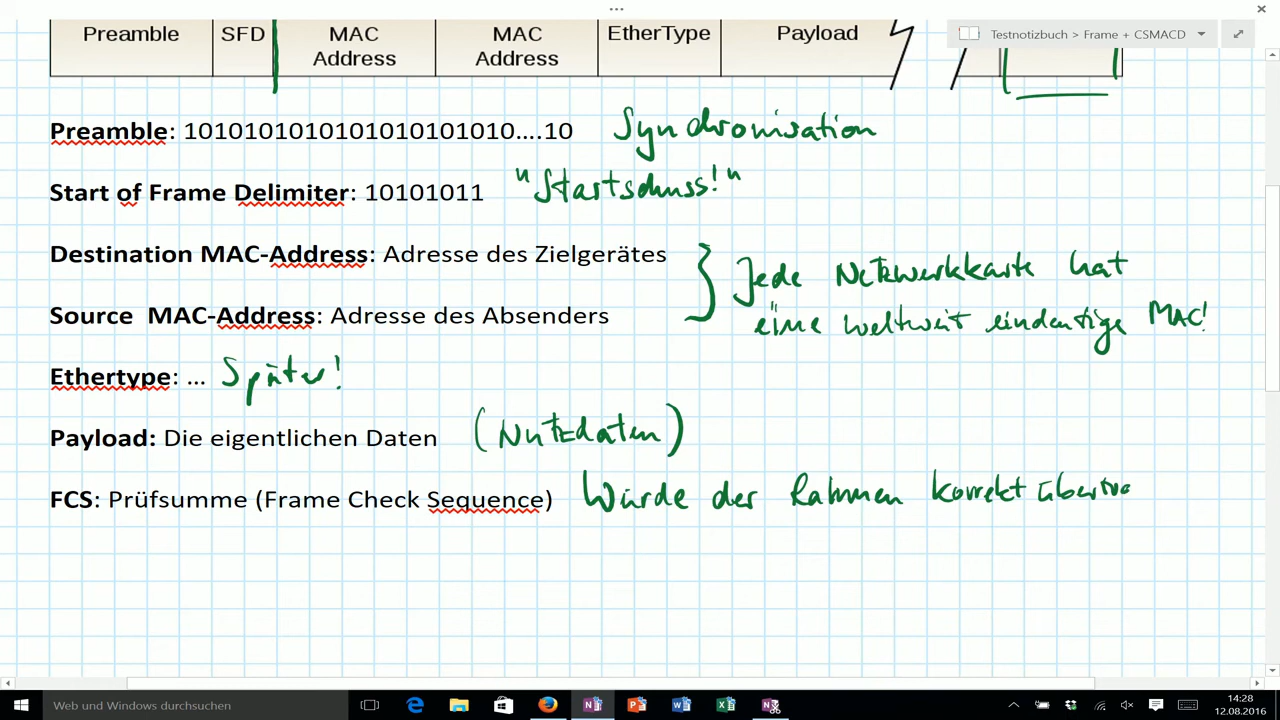 Testnotizbuch > Frame + CSMACD
Preamble SFD MAC Address MAC Address EtherType Payload
Preamble: 1010101010101010101010....10 Synchronisation
Start of Frame Delimiter: 10101011 "Startschuss!"
Destination MAC-Address: Adresse des Zielgerätes
Jede Netzwerkkarte hat
Source MAC-Address: Adresse des Absenders
eine weltweit eindeutige MAC!
Ethertype: ... Später!
Payload: Die eigentlichen Daten (Nutzdaten)
FCS: Prüfsumme (Frame Check Sequence) Wurde der Rahmen korrekt übertra
Web und Windows durchsuchen
14:28
12.08.2016